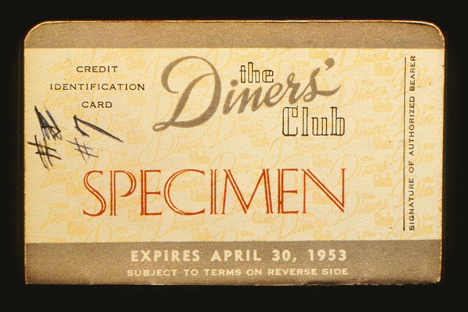 CREDIT
IDENTIFICATION
CARD
the
Diners'
Club
#7
SPECIMEN
SIGNATURE OF AUTHORIZED BEARER
EXPIRES APRIL 30, 1953
SUBJECT TO TERMS ON REVERSE SIDE